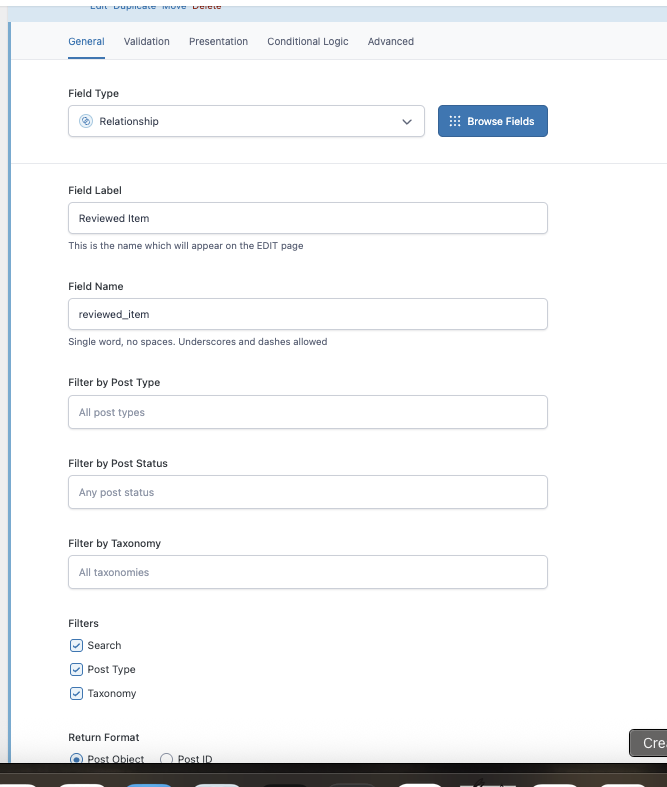 Edit Duplicate Move Delete
General Validation Presentation Conditional Logic Advanced
Field Type
Relationship
Browse Fields
Field Label
Reviewed Item
This is the name which will appear on the EDIT page
Field Name
reviewed_item
Single word, no spaces. Underscores and dashes allowed
Filter by Post Type
All post types
Filter by Post Status
Any post status
Filter by Taxonomy
All taxonomies
Filters
Search
Post Type
Taxonomy
Return Format
Cre
Post Object Post ID